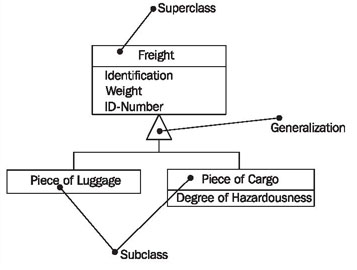 Superclass
Freight
Identification
Weight
ID-Number
Generalization
Piece of Luggage
Piece of Cargo
Degree of Hazardousness
Subclass